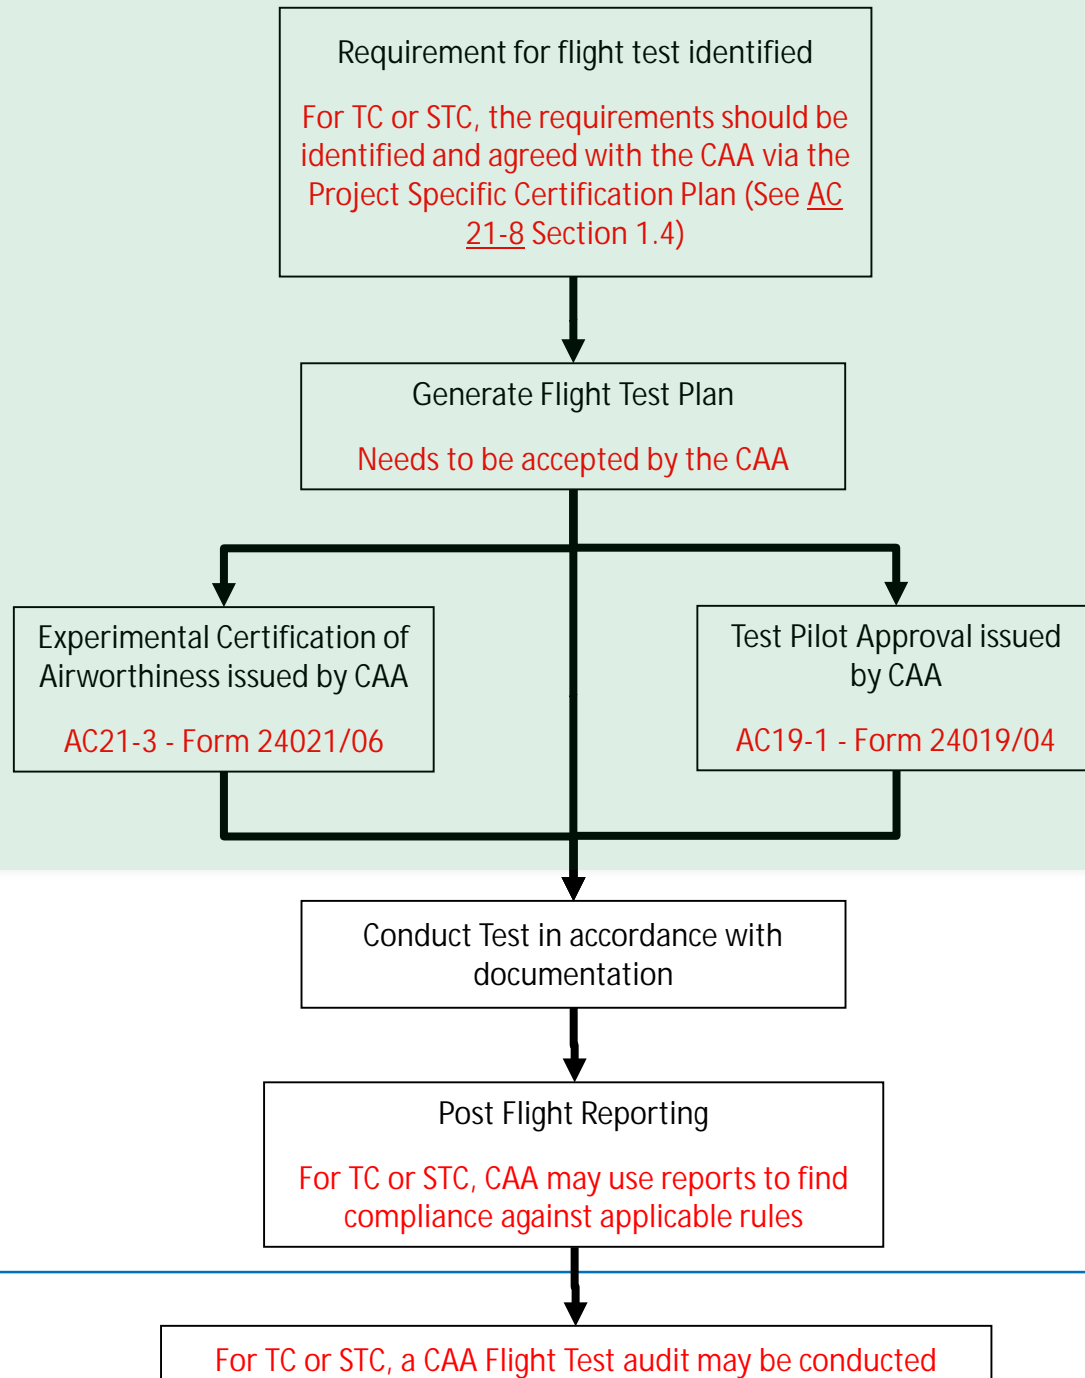 Requirement for flight test identified
For TC or STC, the requirements should be
identified and agreed with the CAA via the
Project Specific Certification Plan (See AC
21-8 Section 1.4)
Generate Flight Test Plan
Needs to be accepted by the CAA
Experimental Certification of
Airworthiness issued by CAA
AC21-3 - Form 24021/06
Test Pilot Approval issued
by CAA
AC19-1 - Form 24019/04
Conduct Test in accordance with
documentation
Post Flight Reporting
For TC or STC, CAA may use reports to find
compliance against applicable rules
For TC or STC, a CAA Flight Test audit may be conducted